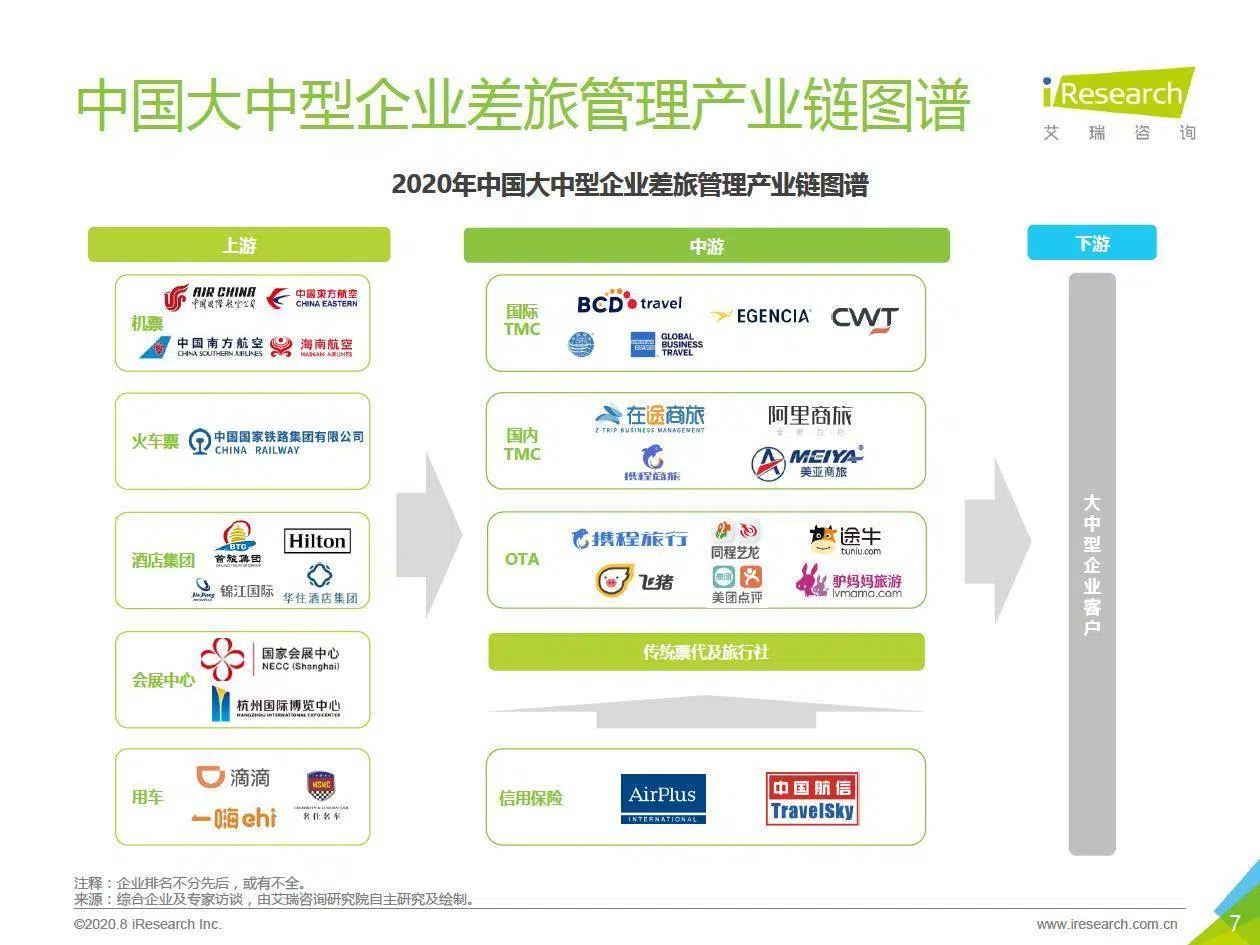 中国大中型企业差旅管理产业链图谱
iResearch
艾瑞咨询
2020年中国大中型企业差旅管理产业链图谱
上游
中游
下游
机票
AIR CHINA
中国国际航空公司
中國東方航空
CHINA EASTERN
中国南方航空
CHINA SOUTHERN AIRLINES
海南航空
HAINAN AIRLINES
火车票
中国国家铁路集团有限公司
CHINA RAILWAY
酒店集团
BTG
首旅集团
Hilton
锦江国际
华住酒店集团
会展中心
国家会展中心
NECC (Shanghai)
杭州国际博览中心
HANGZHOU INTERNATIONAL EXPO CENTER
用车
滴滴
一嗨ehi
MSMC
名仕名车
国际
TMC
BCD travel
EGENCIA
CWT
GLOBAL
BUSINESS
TRAVEL
国内
TMC
在途商旅
Z-TRIP BUSINESS MANAGEMENT
阿里商旅
携程商旅
MEIYA
美亚商旅
OTA
携程旅行
同程艺龙
途牛
tuniu.com
飞猪
美团
美团点评
驴妈妈旅游
lvmama.com
传统票代及旅行社
信用保险
AirPlus
INTERNATIONAL
中国航信
TravelSky
大中型企业客户
注释：企业排名不分先后，或有不全。
来源：综合企业及专家访谈，由艾瑞咨询研究院自主研究及绘制。
©2020.8 iResearch Inc.
www.iresearch.com.cn
7